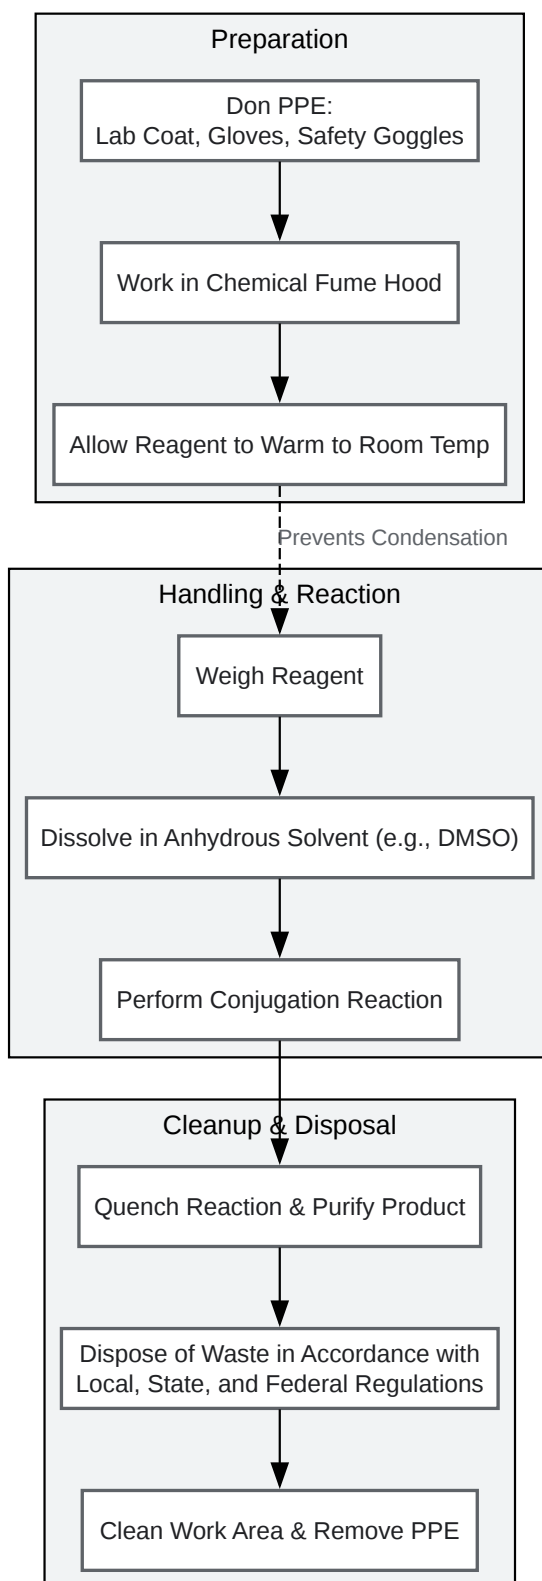 Preparation
Don PPE:
Lab Coat, Gloves, Safety Goggles
Work in Chemical Fume Hood
Allow Reagent to Warm to Room Temp
Prevents Condensation
Handling & Reaction
Weigh Reagent
Dissolve in Anhydrous Solvent (e.g., DMSO)
Perform Conjugation Reaction
Cleanup & Disposal
Quench Reaction & Purify Product
Dispose of Waste in Accordance with
Local, State, and Federal Regulations
Clean Work Area & Remove PPE